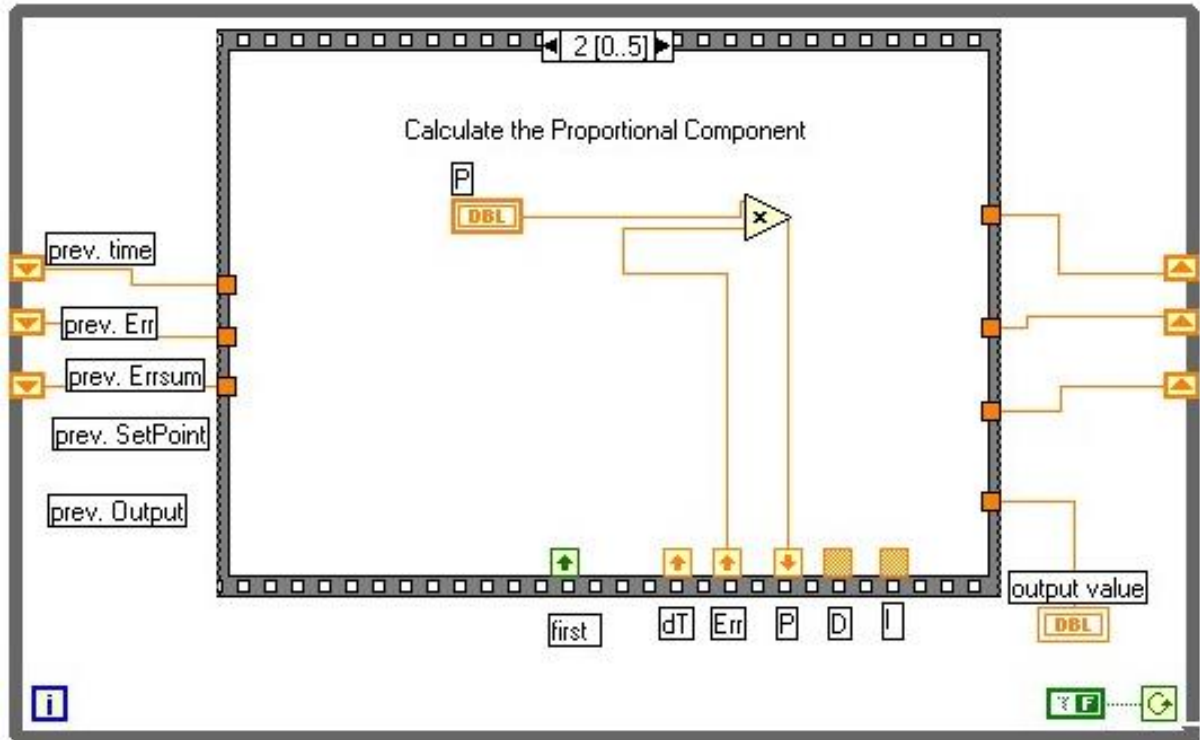 2 [0..5]
Calculate the Proportional Component
P
DBL
×
prev. time
prev. Err
prev. Errsum
prev. SetPoint
prev. Output
first
dT
Err
P
D
I
output value
DBL
i
F